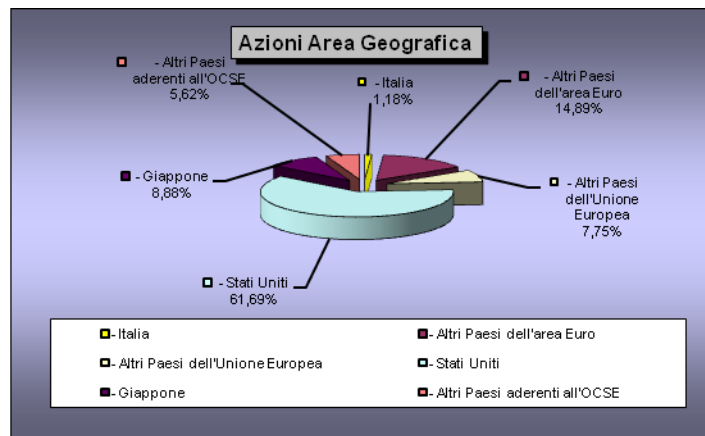 Azioni Area Geografica
- Altri Paesi
aderenti all'OCSE
5,62%
- Italia
1,18%
- Altri Paesi
dell'area Euro
14,89%
- Giappone
8,88%
- Altri Paesi
dell'Unione
Europea
7,75%
- Stati Uniti
61,69%
- Italia
- Altri Paesi dell'area Euro
- Altri Paesi dell'Unione Europea
- Stati Uniti
- Giappone
- Altri Paesi aderenti all'OCSE